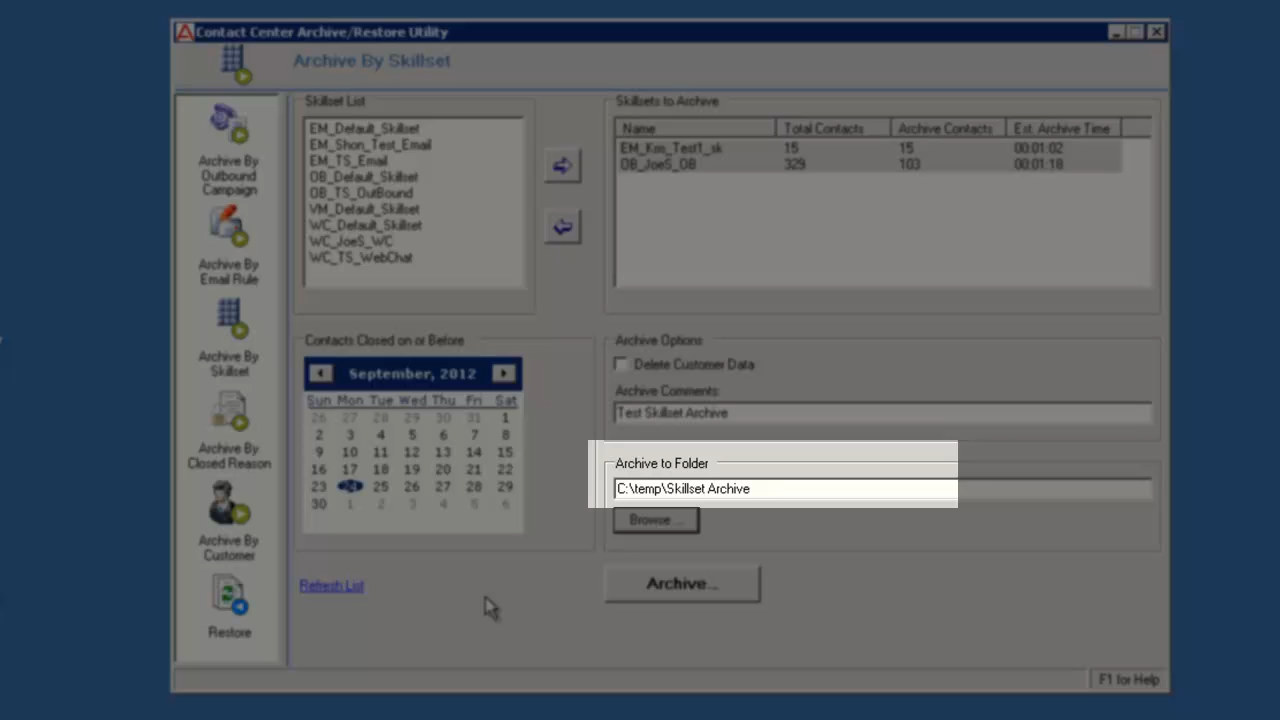 Contact Center Archive/Restore Utility
Archive By Skillset
Archive By
Outbound
Campaign
Archive By
Email Rule
Archive By
Skillset
Archive By
Closed Reason
Archive By
Customer
Restore
Skillset List
EM_Default_Skillset
EM_Shon_Test_Email
EM_TS_Email
OB_Default_Skillset
OB_TS_OutBound
VM_Default_Skillset
WC_Default_Skillset
WC_JoeS_WC
WC_TS_WebChat
Skillsets to Archive
Name Total Contacts Archive Contacts Est. Archive Time
EM_Km_Test1_sk 15 15 00:01:02
OB_JoeS_OB 329 103 00:01:18
Contacts Closed on or Before
September, 2012
Sun Mon Tue Wed Thu Fri Sat
26 27 28 29 30 31 1
2 3 4 5 6 7 8
9 10 11 12 13 14 15
16 17 18 19 20 21 22
23 24 25 26 27 28 29
30 1 2 3 4 5 6
Refresh List
Archive Options
Delete Customer Data
Archive Comments:
Test Skillset Archive
Archive to Folder
C:\temp\Skillset Archive
Browse ...
Archive...
F1 for Help